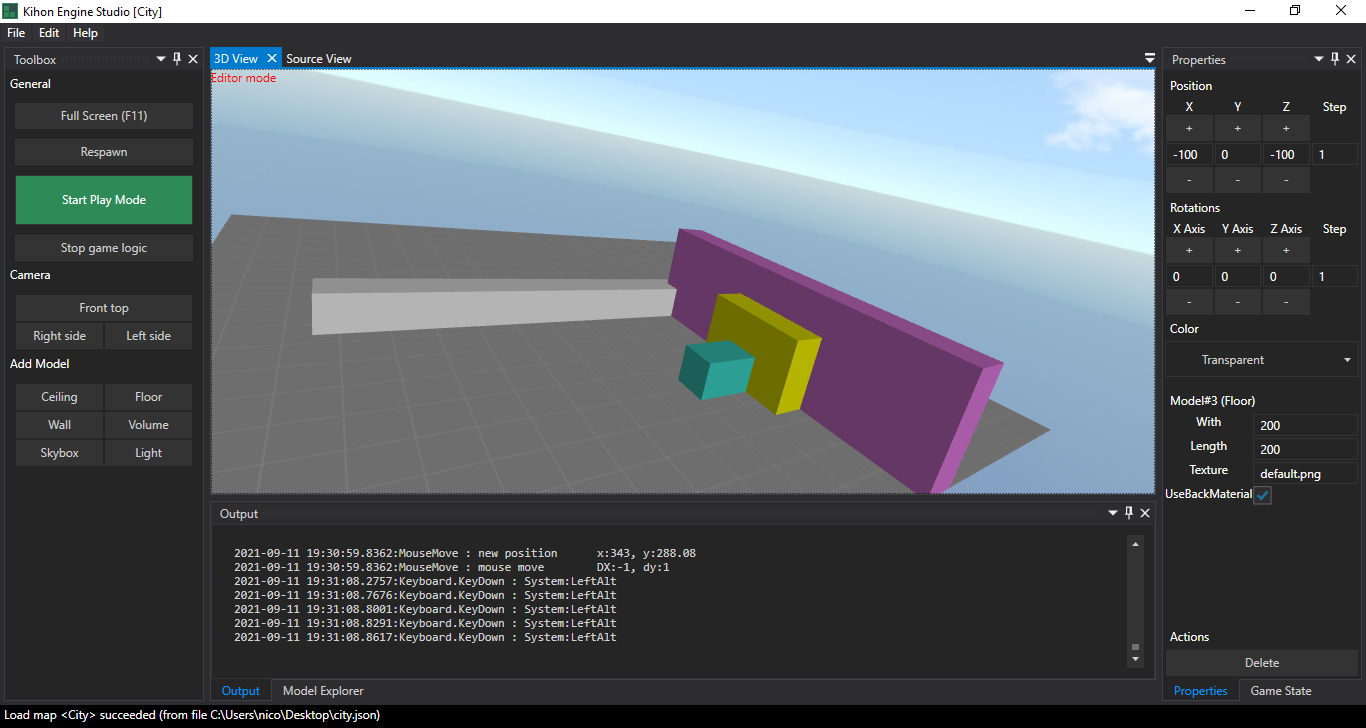 Kihon Engine Studio [City]
File Edit Help
Toolbox
General
Full Screen (F11)
Respawn
Start Play Mode
Stop game logic
Camera
Front top
Right side Left side
Add Model
Ceiling Floor
Wall Volume
Skybox Light
3D View Source View
Editor mode
Output
2021-09-11 19:30:59.8362:MouseMove : new position x:343, y:288.08
2021-09-11 19:30:59.8362:MouseMove : mouse move DX:-1, dy:1
2021-09-11 19:31:08.2757:Keyboard.KeyDown : System:LeftAlt
2021-09-11 19:31:08.7676:Keyboard.KeyDown : System:LeftAlt
2021-09-11 19:31:08.8001:Keyboard.KeyDown : System:LeftAlt
2021-09-11 19:31:08.8291:Keyboard.KeyDown : System:LeftAlt
2021-09-11 19:31:08.8617:Keyboard.KeyDown : System:LeftAlt
Output Model Explorer
Properties
Position
X Y Z Step
+ + +
-100 0 -100 1
- - -
Rotations
X Axis Y Axis Z Axis Step
+ + +
0 0 0 1
- - -
Color
Transparent
Model#3 (Floor)
With 200
Length 200
Texture default.png
UseBackMaterial
Actions
Delete
Properties Game State
Load map <City> succeeded (from file C:\Users\nico\Desktop\city.json)